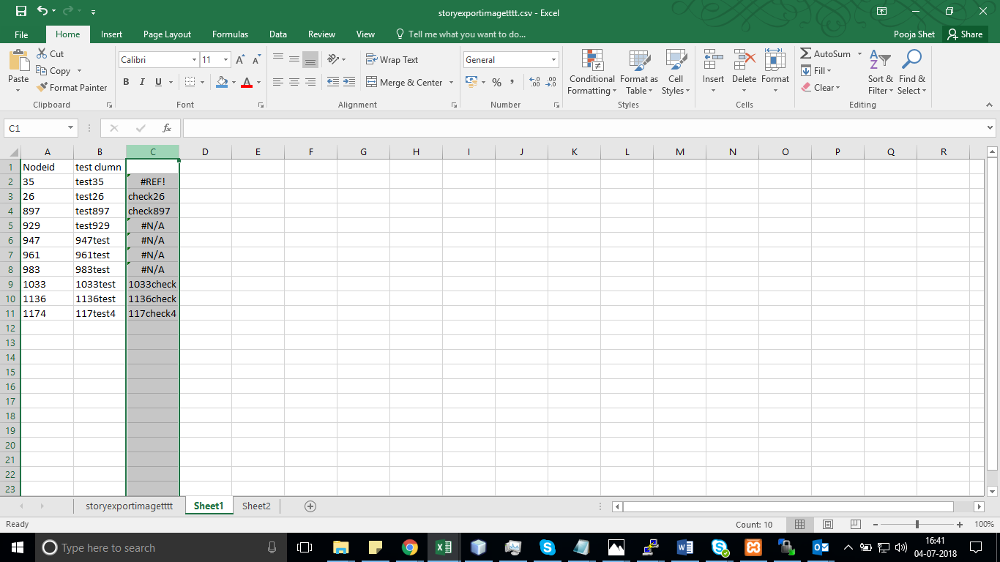 storyexportimagetttt.csv - Excel
File Home Insert Page Layout Formulas Data Review View Tell me what you want to do... Pooja Shet Share
Paste Cut Copy Format Painter Clipboard
Calibri 11 B I U A A A Font
Wrap Text Merge & Center Alignment
General % , .0 .00 .00 .0 Number
Conditional Formatting Format as Table Cell Styles Styles
Insert Delete Format Cells
AutoSum Fill Clear Sort & Filter Find & Select Editing
C1 fx
A B C D E F G H I J K L M N O P Q R
1 Nodeid test clumn
2 35 test35 #REF!
3 26 test26 check26
4 897 test897 check897
5 929 test929 #N/A
6 947 947test #N/A
7 961 961test #N/A
8 983 983test #N/A
9 1033 1033test 1033check
10 1136 1136test 1136check
11 1174 117test4 117check4
12
13
14
15
16
17
18
19
20
21
22
23
storyexportimagetttt Sheet1 Sheet2
Ready Count: 10 100%
Type here to search 16:41
04-07-2018